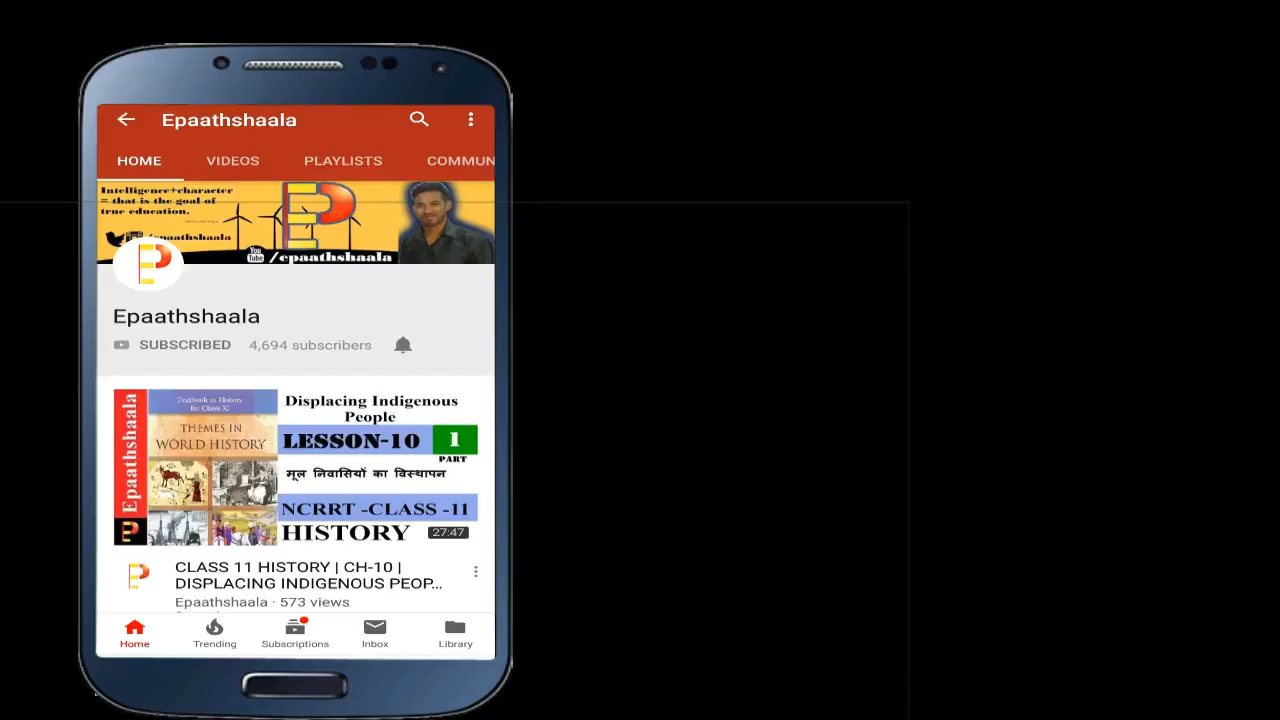 Epaathshaala
HOME VIDEOS PLAYLISTS COMMUN
Intelligence+character
= that is the goal of
true education.
/epaathshaala
You
Tube /epaathshaala
Epaathshaala
SUBSCRIBED 4,694 subscribers
Epaathshaala
Textbook in History
for Class XI
THEMES IN
WORLD HISTORY
Displacing Indigenous
People
LESSON-10 1
PART
मूल निवासियों का विस्थापन
NCRRT -CLASS -11
HISTORY 27:47
CLASS 11 HISTORY | CH-10 |
DISPLACING INDIGENOUS PEOP...
Epaathshaala · 573 views
Home Trending Subscriptions Inbox Library